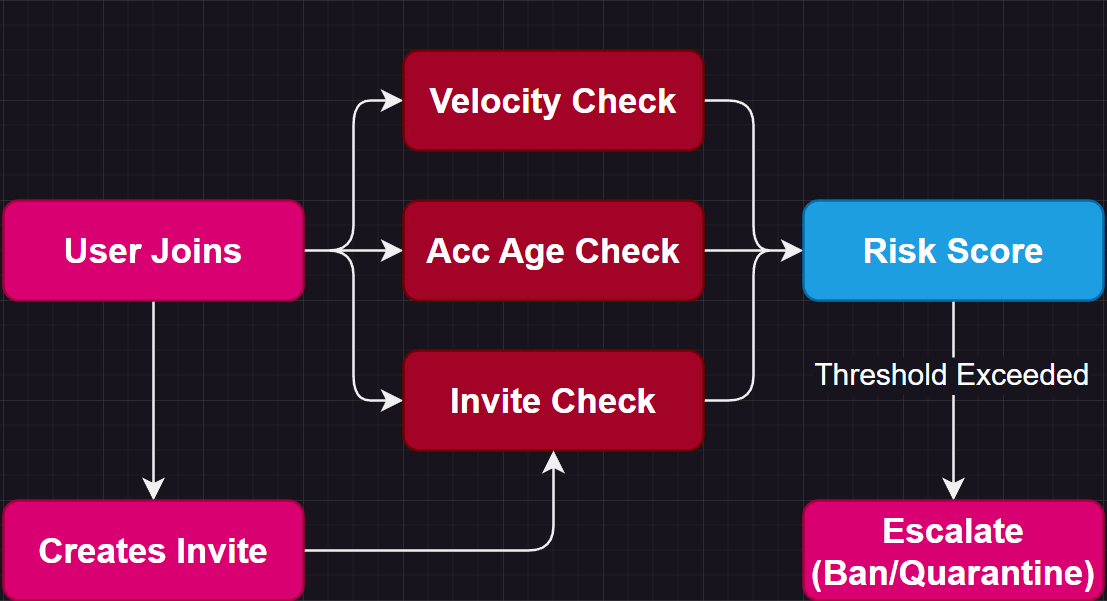 Velocity Check
User Joins
Acc Age Check
Risk Score
Invite Check
Threshold Exceeded
Creates Invite
Escalate
(Ban/Quarantine)